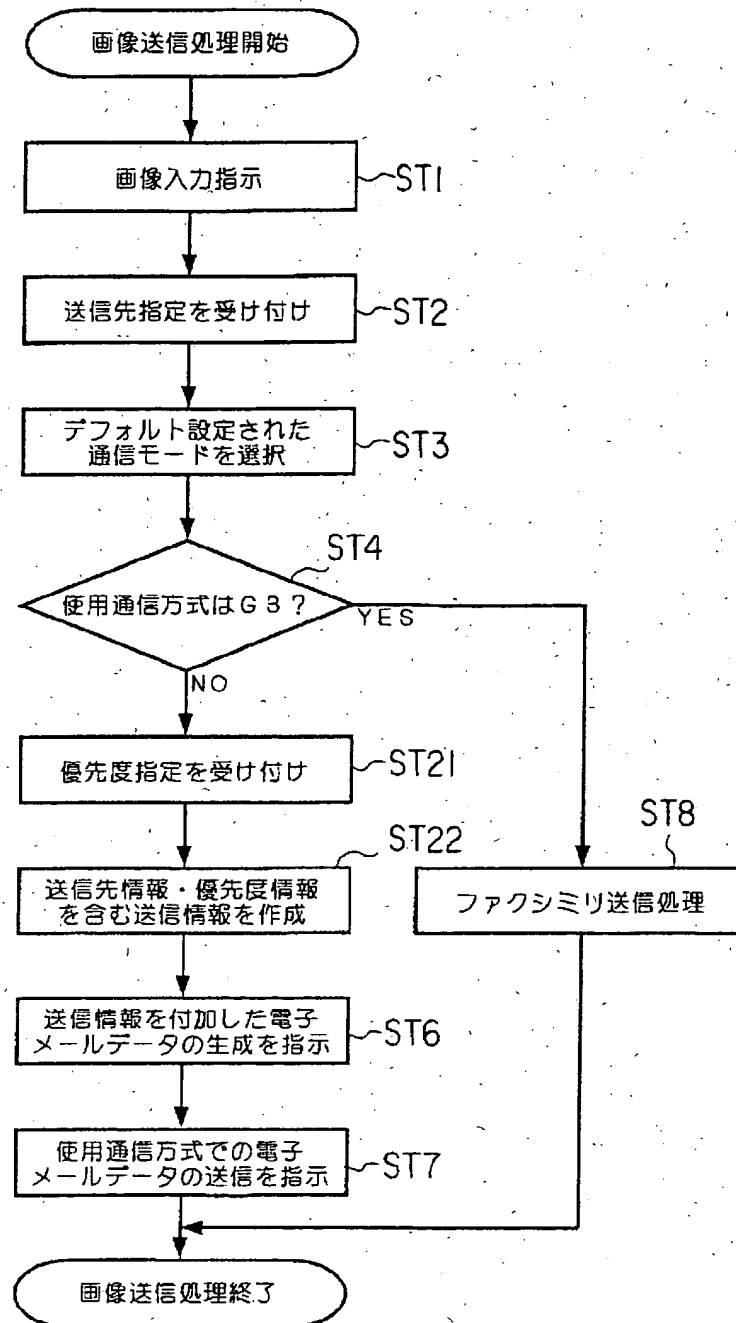 画像送信処理開始
画像入力指示
ST1
送信先指定を受け付け
ST2
デフォルト設定された
通信モードを選択
ST3
ST4
使用通信方式はG3？
YES
NO
優先度指定を受け付け
ST21
ST22
送信先情報・優先度情報
を含む送信情報を作成
ST8
ファクシミリ送信処理
送信情報を付加した電子
メールデータの生成を指示
ST6
使用通信方式での電子
メールデータの送信を指示
ST7
画像送信処理終了